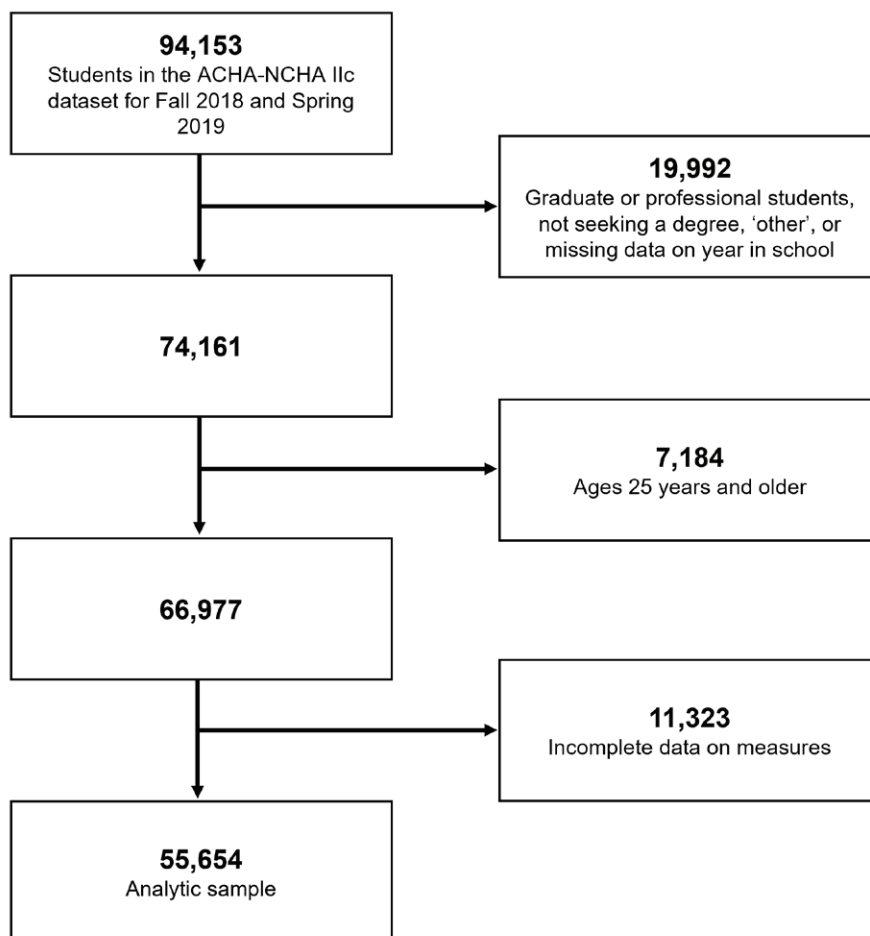 94,153
Students in the ACHA-NCHA IIc
dataset for Fall 2018 and Spring
2019
19,992
Graduate or professional students,
not seeking a degree, ‘other’, or
missing data on year in school
74,161
7,184
Ages 25 years and older
66,977
11,323
Incomplete data on measures
55,654
Analytic sample